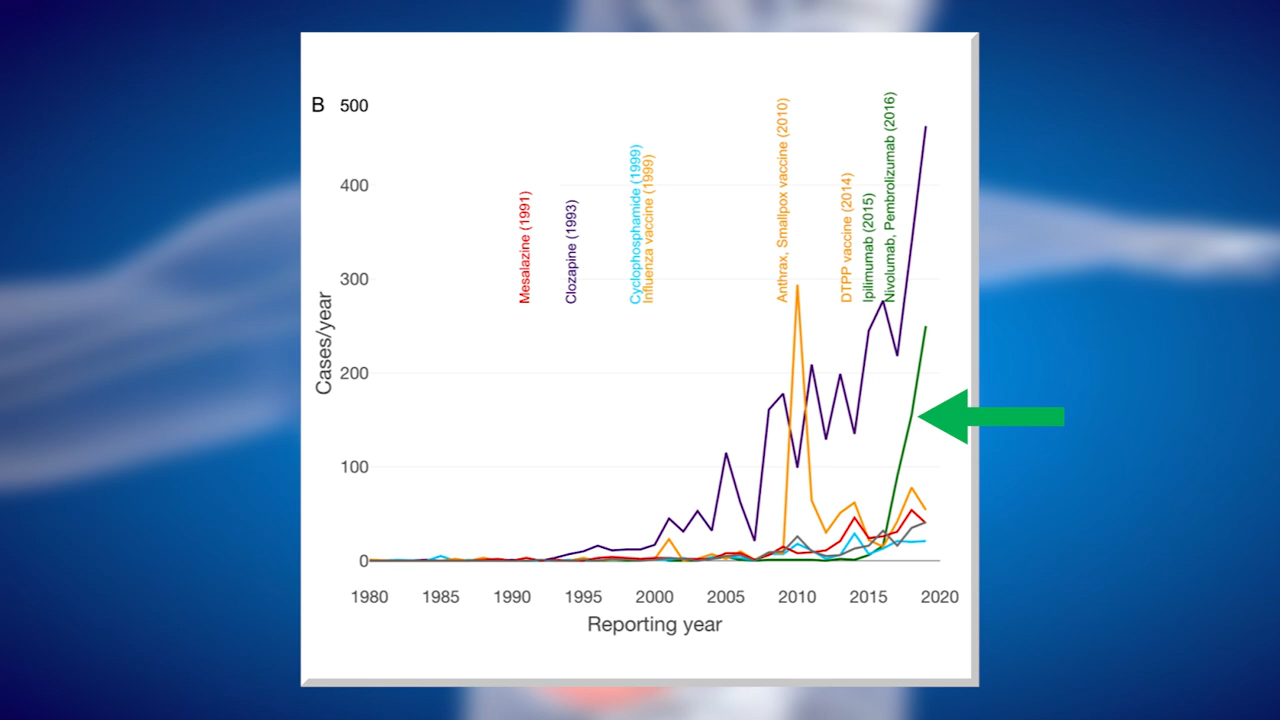 B
500
400
300
200
100
0
Cases/year
Mesalazine (1991)
Clozapine (1993)
Cyclophosphamide (1999)
Influenza vaccine (1999)
Anthrax, Smallpox vaccine (2010)
DTPP vaccine (2014)
Ipilimumab (2015)
Nivolumab, Pembrolizumab (2016)
1980 1985 1990 1995 2000 2005 2010 2015 2020
Reporting year